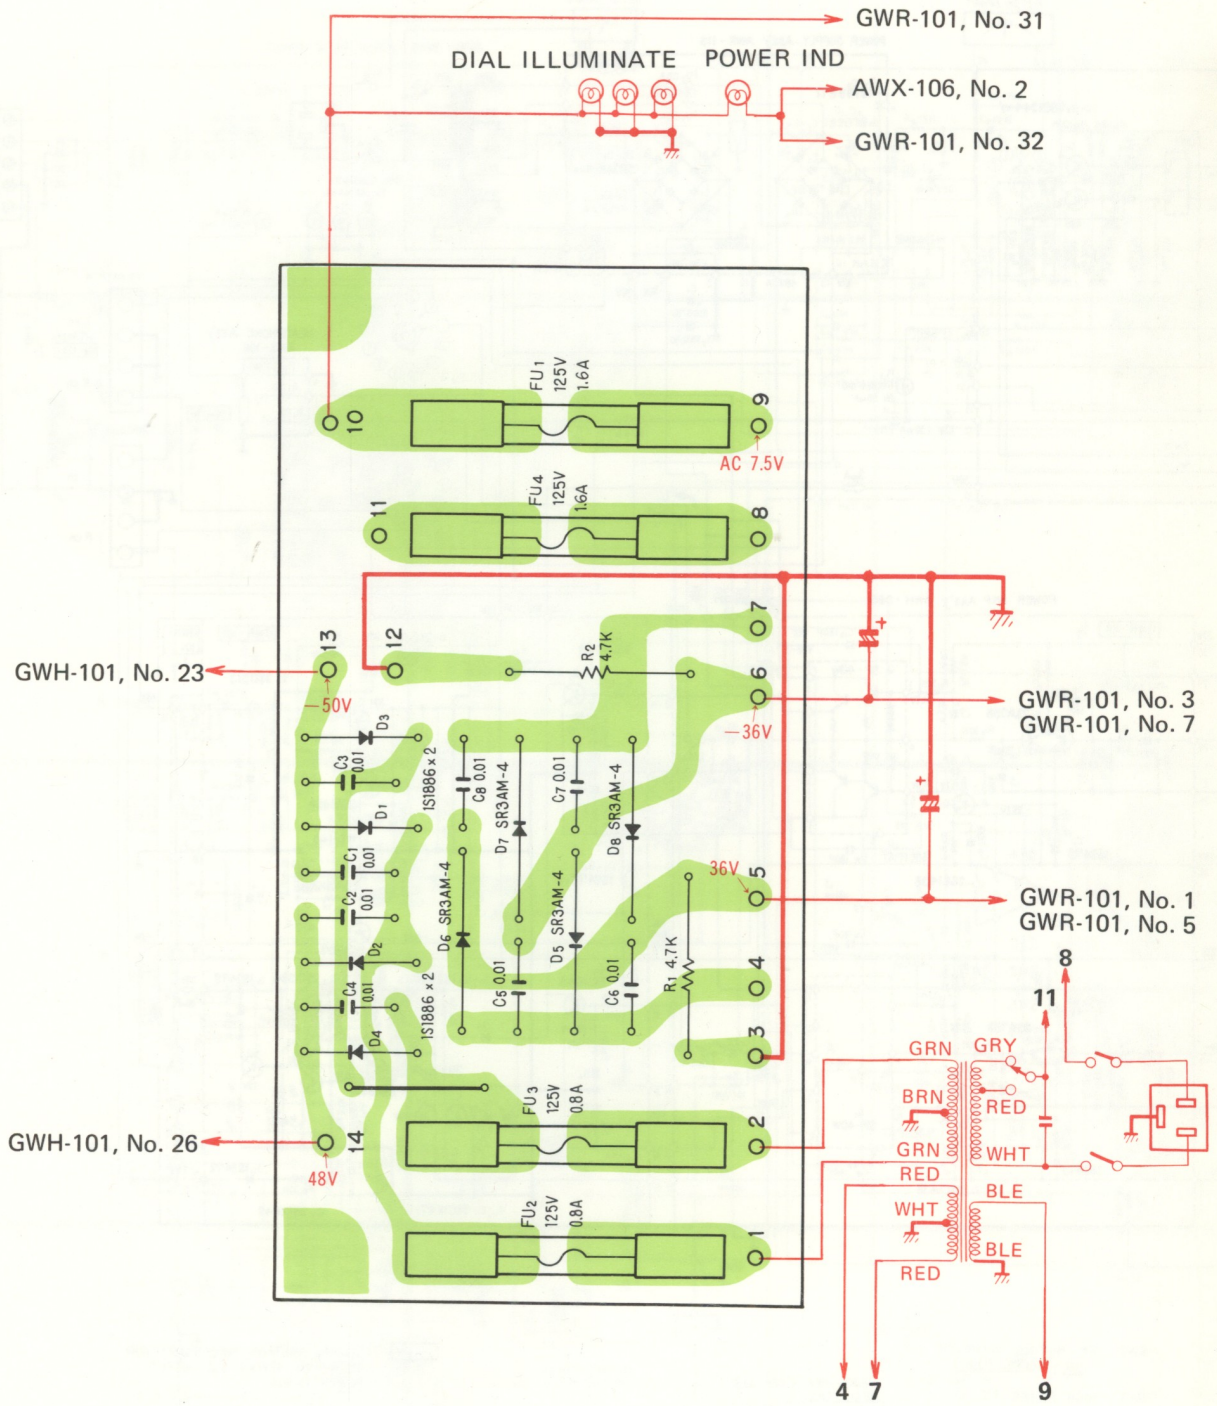 GWR-101, No. 31
DIAL ILLUMINATE POWER IND
AWX-106, No. 2
GWR-101, No. 32
FU1
125V
1.6A
10
9
AC 7.5V
FU4
125V
1.6A
11
8
13
12
R2
4.7K
7
6
GWH-101, No. 23
−50V
−36V
GWR-101, No. 3
GWR-101, No. 7
+
+
D3
C3
0.01
1S1886 × 2
C8 0.01
D7 SR3AM-4
C7 0.01
D8 SR3AM-4
D1
C1
0.01
C2
0.01
D6 SR3AM-4
D5 SR3AM-4
36V
5
GWR-101, No. 1
GWR-101, No. 5
D2
C4
0.01
D4
1S1886 × 2
C5 0.01
C6 0.01
R1 4.7K
4
3
8
11
GRN
GRY
BRN
RED
GRN
WHT
RED
BLE
WHT
BLE
RED
FU3
125V
0.8A
2
GWH-101, No. 26
14
48V
FU2
125V
0.8A
1
4 7 9